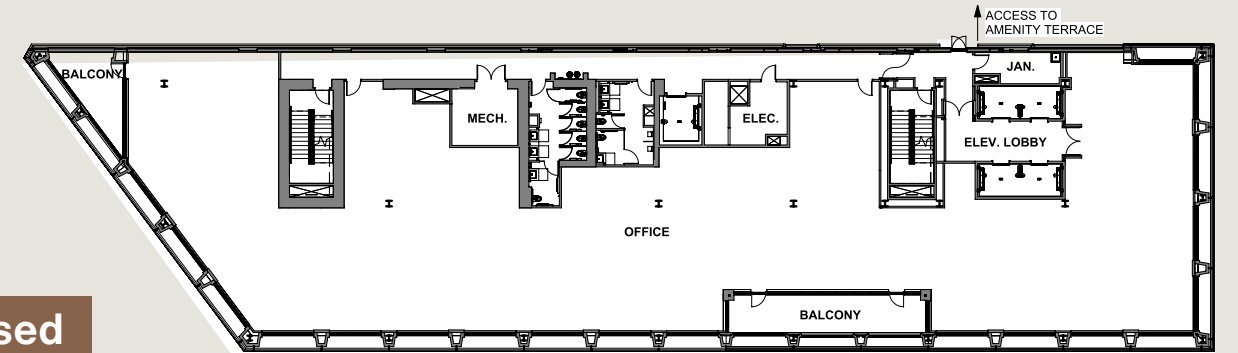 ACCESS TO
AMENITY TERRACE
BALCONY
JAN.
MECH.
ELEC.
ELEV. LOBBY
OFFICE
BALCONY
sed